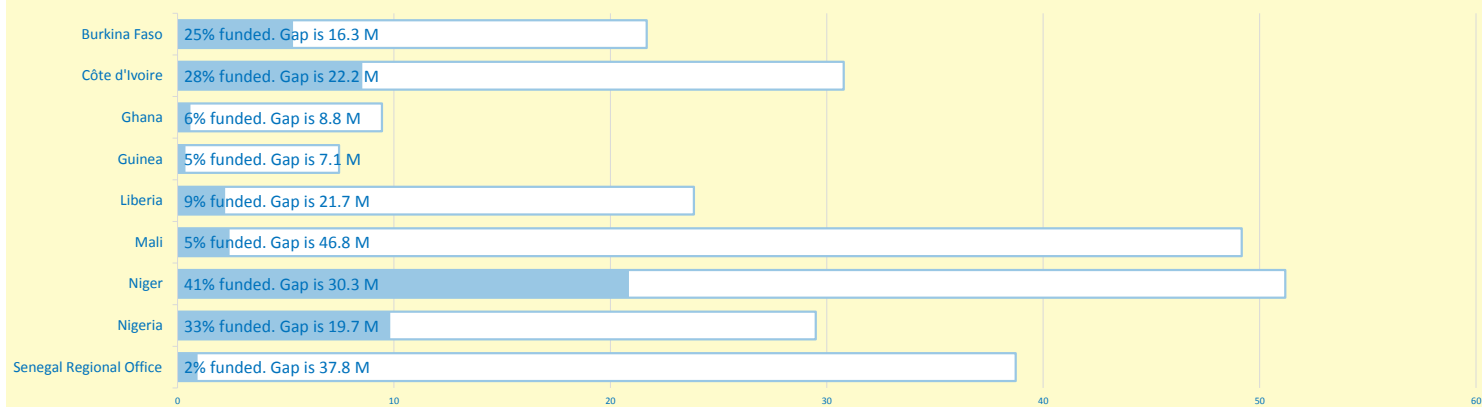 Burkina Faso 25% funded. Gap is 16.3 M
Côte d'Ivoire 28% funded. Gap is 22.2 M
Ghana 6% funded. Gap is 8.8 M
Guinea 5% funded. Gap is 7.1 M
Liberia 9% funded. Gap is 21.7 M
Mali 5% funded. Gap is 46.8 M
Niger 41% funded. Gap is 30.3 M
Nigeria 33% funded. Gap is 19.7 M
Senegal Regional Office 2% funded. Gap is 37.8 M
0 10 20 30 40 50 60